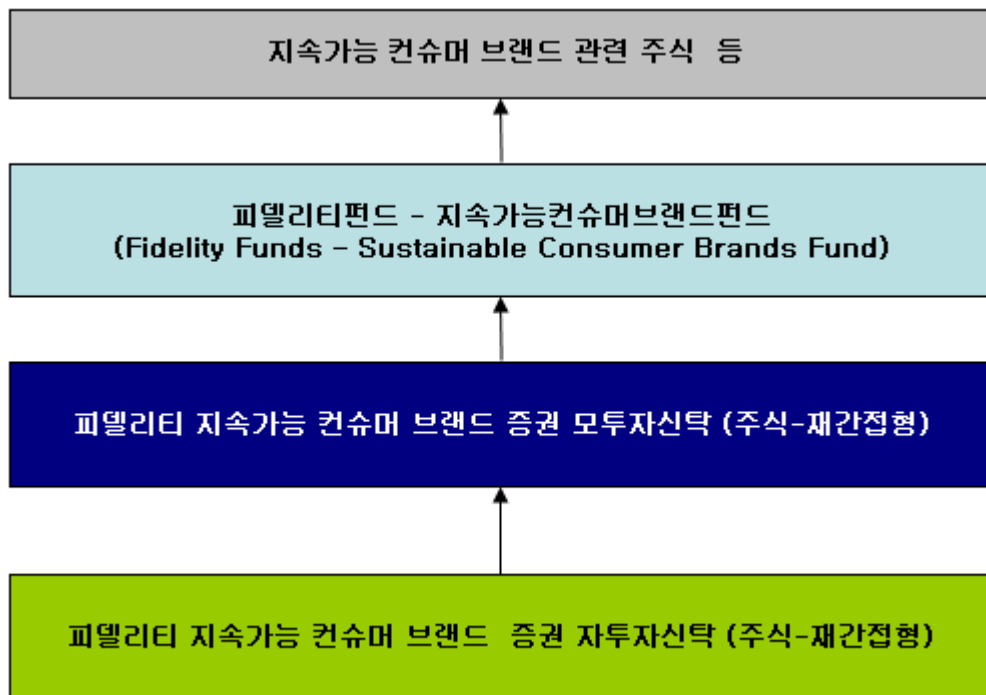 지속가능 컨슈머 브랜드 관련 주식 등
피델리티펀드 - 지속가능컨슈머브랜드펀드
(Fidelity Funds – Sustainable Consumer Brands Fund)
피델리티 지속가능 컨슈머 브랜드 증권 모투자신탁 (주식-재간접형)
피델리티 지속가능 컨슈머 브랜드 증권 자투자신탁 (주식-재간접형)